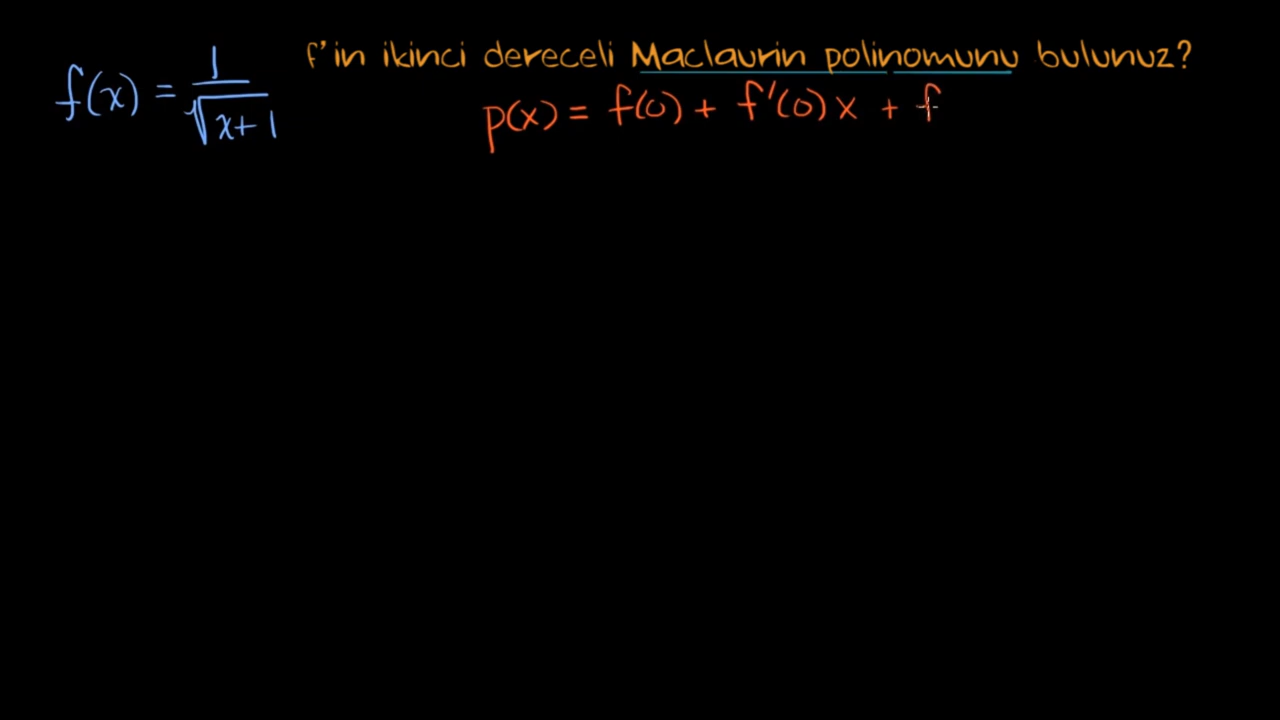 f(x) = 1/√(x+1)
f'in ikinci dereceli Maclaurin polinomunu bulunuz?
p(x) = f(0) + f'(0)x + f